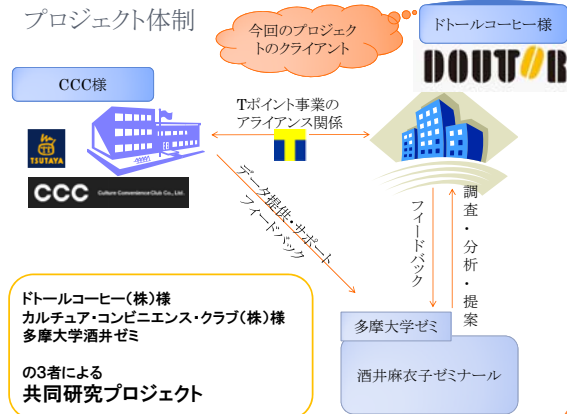 プロジェクト体制
今回のプロジェク
トのクライアント
ドトールコーヒー様
DOUTOR
CCC様
Tポイント事業の
アライアンス関係
T
TSUTAYA
CCC Culture Convenience Club Co., Ltd.
データ提供・サポート
フィードバック
フィードバック
調査・分析・提案
ドトールコーヒー(株)様
カルチュア・コンビニエンス・クラブ(株)様
多摩大学酒井ゼミ
の3者による
共同研究プロジェクト
多摩大学ゼミ
酒井麻衣子ゼミナール